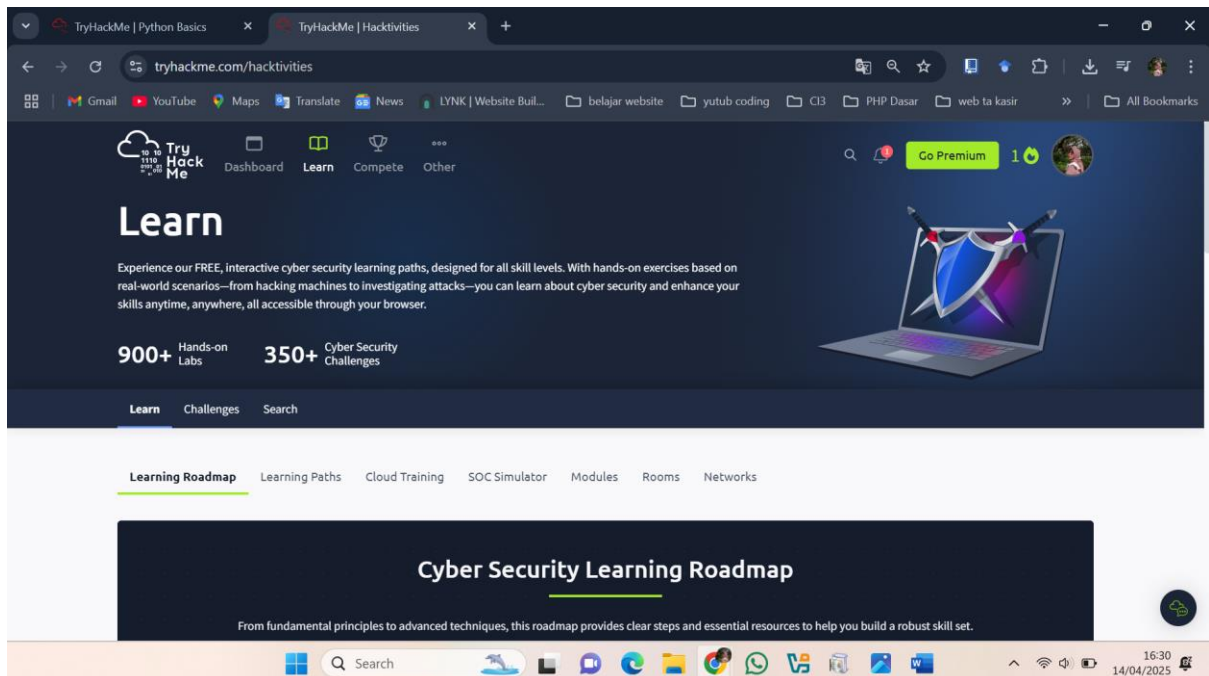 TryHackMe | Python Basics
TryHackMe | Hacktivities
tryhackme.com/hacktivities
Gmail
YouTube
Maps
Translate
News
LYNK | Website Buil...
belajar website
yutub coding
CI3
PHP Dasar
web ta kasir
»
All Bookmarks
Try
Hack
Me
Dashboard
Learn
Compete
Other
Go Premium
1
Learn
Experience our FREE, interactive cyber security learning paths, designed for all skill levels. With hands-on exercises based on
real-world scenarios—from hacking machines to investigating attacks—you can learn about cyber security and enhance your
skills anytime, anywhere, all accessible through your browser.
900+ Hands-on
Labs
350+ Cyber Security
Challenges
Learn Challenges Search
Learning Roadmap Learning Paths Cloud Training SOC Simulator Modules Rooms Networks
Cyber Security Learning Roadmap
From fundamental principles to advanced techniques, this roadmap provides clear steps and essential resources to help you build a robust skill set.
Search
16:30
14/04/2025